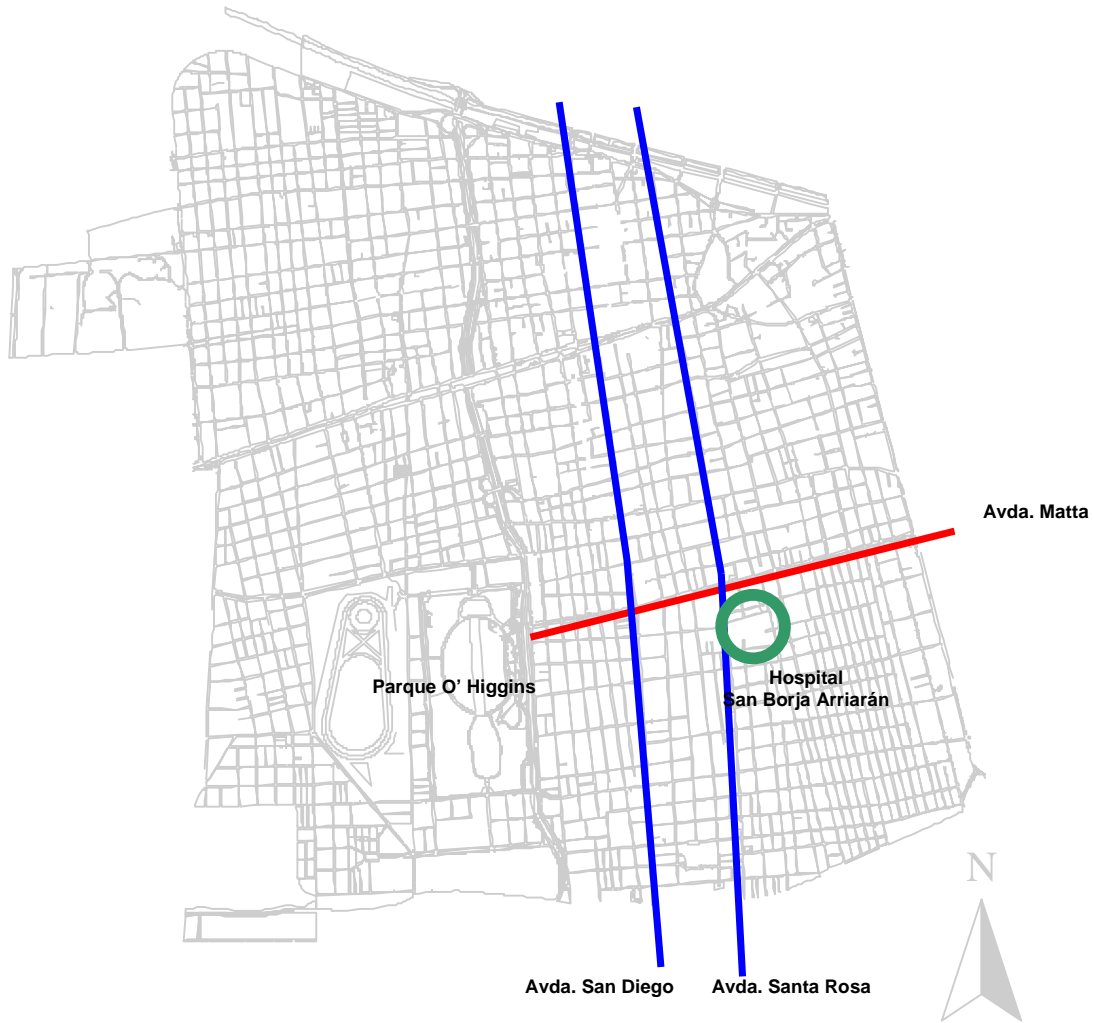 Avda. Matta
Parque O' Higgins
Hospital
San Borja Arriarán
N
Avda. San Diego
Avda. Santa Rosa